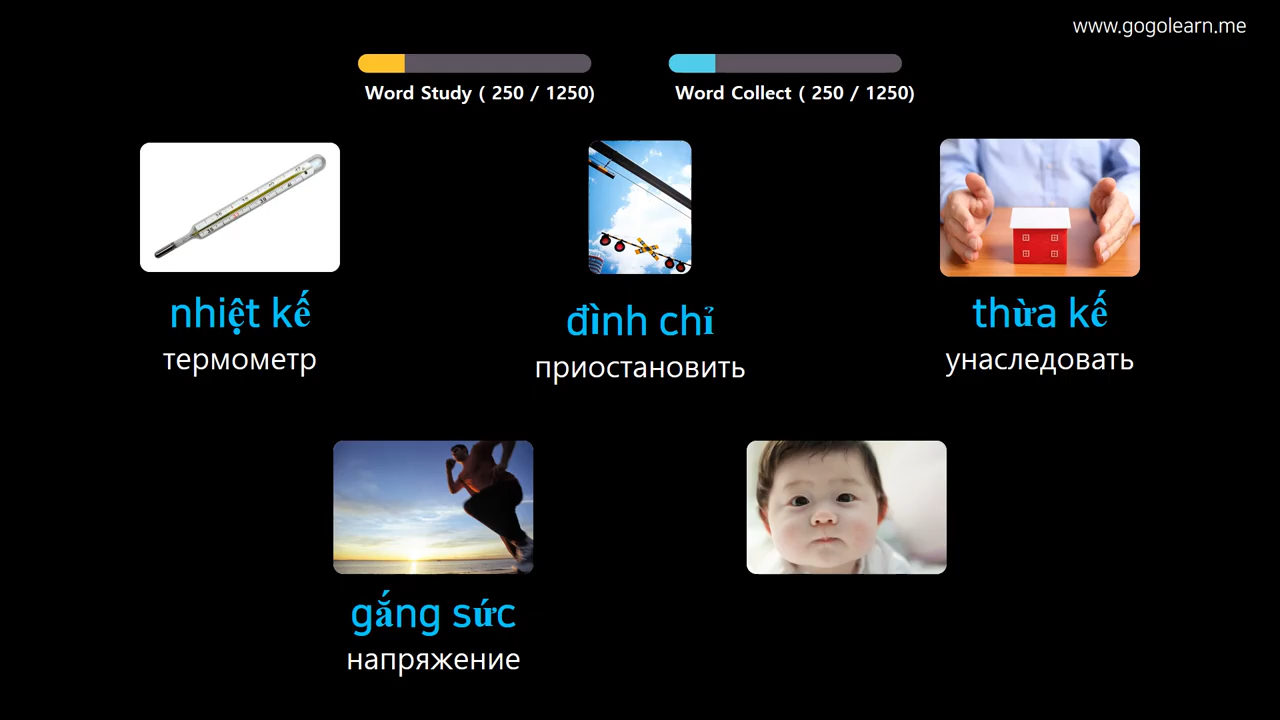 www.gogolearn.me
Word Study ( 250 / 1250)
Word Collect ( 250 / 1250)
nhiệt kế
термометр
đình chỉ
приостановить
thừa kế
унаследовать
gắng sức
напряжение